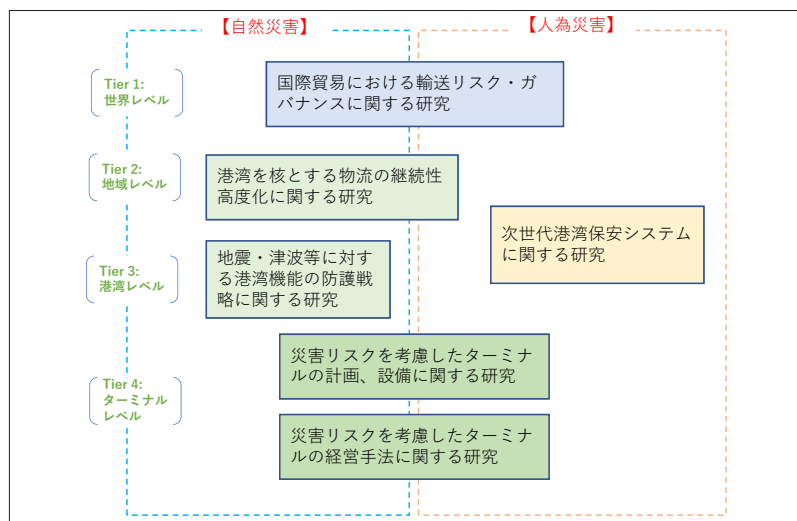 【自然災害】
【人為災害】
Tier 1:
世界レベル
国際貿易における輸送リスク・ガ
バナンスに関する研究
Tier 2:
地域レベル
港湾を核とする物流の継続性
高度化に関する研究
次世代港湾保安システム
に関する研究
Tier 3:
港湾レベル
地震・津波等に対す
る港湾機能の防護戦
略に関する研究
Tier 4:
ターミナル
レベル
災害リスクを考慮したターミナ
ルの計画、設備に関する研究
災害リスクを考慮したターミナ
ルの経営手法に関する研究